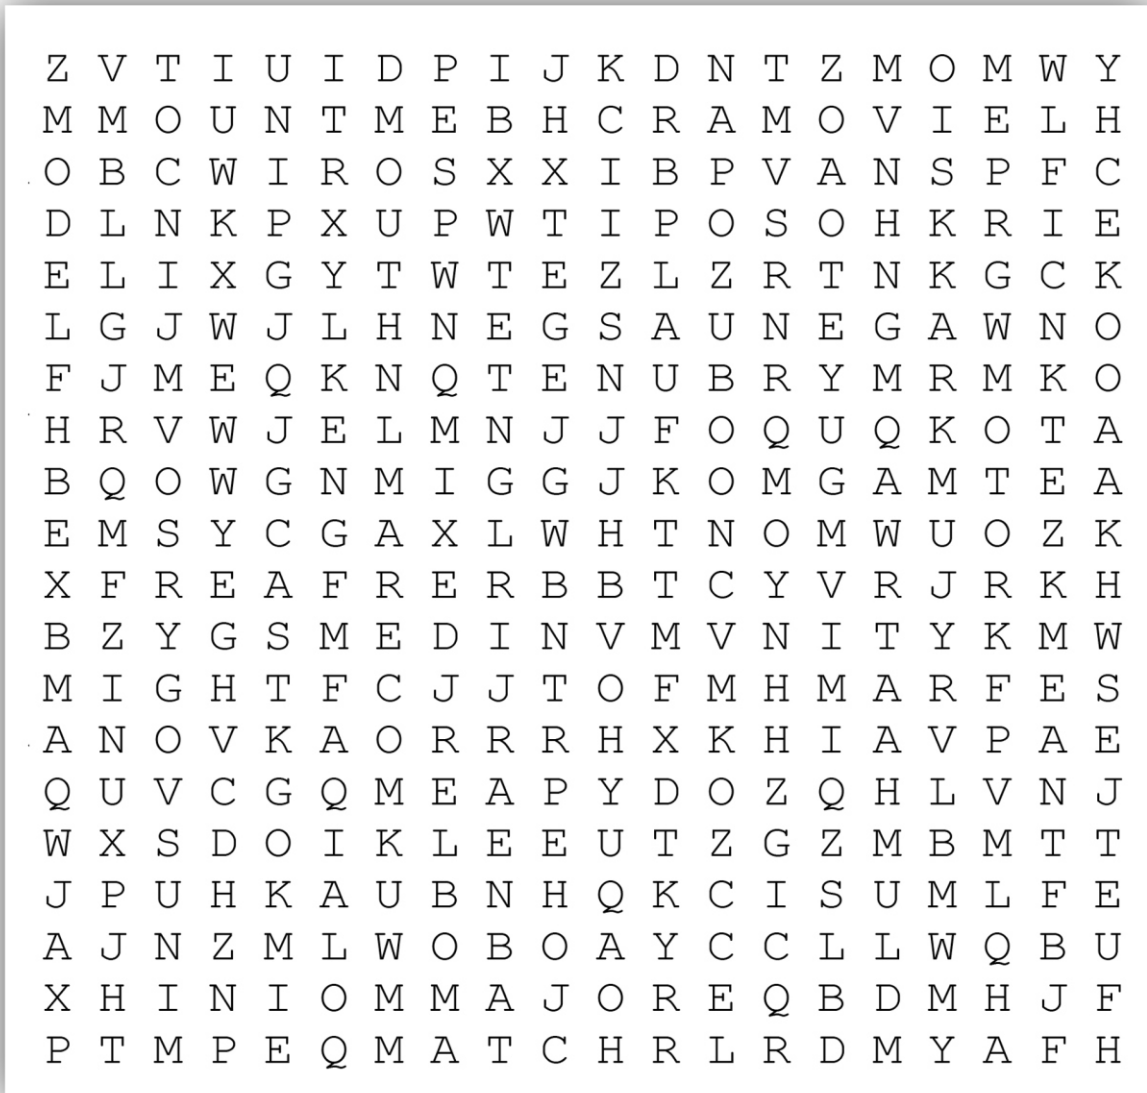 Z V T I U I D P I J K D N T Z M O M W Y
M M O U N T M E B H C R A M O V I E L H
O B C W I R O S X X I B P V A N S P F C
D L N K P X U P W T I P O S O H K R I E
E L I X G Y T W T E Z L Z R T N K G C K
L G J W J L H N E G S A U N E G A W N O
F J M E Q K N Q T E N U B R Y M R M K O
H R V W J E L M N J J F O Q U Q K O T A
B Q O W G N M I G G J K O M G A M T E A
E M S Y C G A X L W H T N O M W U O Z K
X F R E A F R E R B B T C Y V R J R K H
B Z Y G S M E D I N V M V N I T Y K M W
M I G H T F C J J T O F M H M A R F E S
A N O V K A O R R R H X K H I A V P A E
Q U V C G Q M E A P Y D O Z Q H L V N J
W X S D O I K L E E U T Z G Z M B M T T
J P U H K A U B N H Q K C I S U M L F E
A J N Z M L W O B O A Y C C L L W Q B U
X H I N I O M M A J O R E Q B D M H J F
P T M P E Q M A T C H R L R D M Y A F H